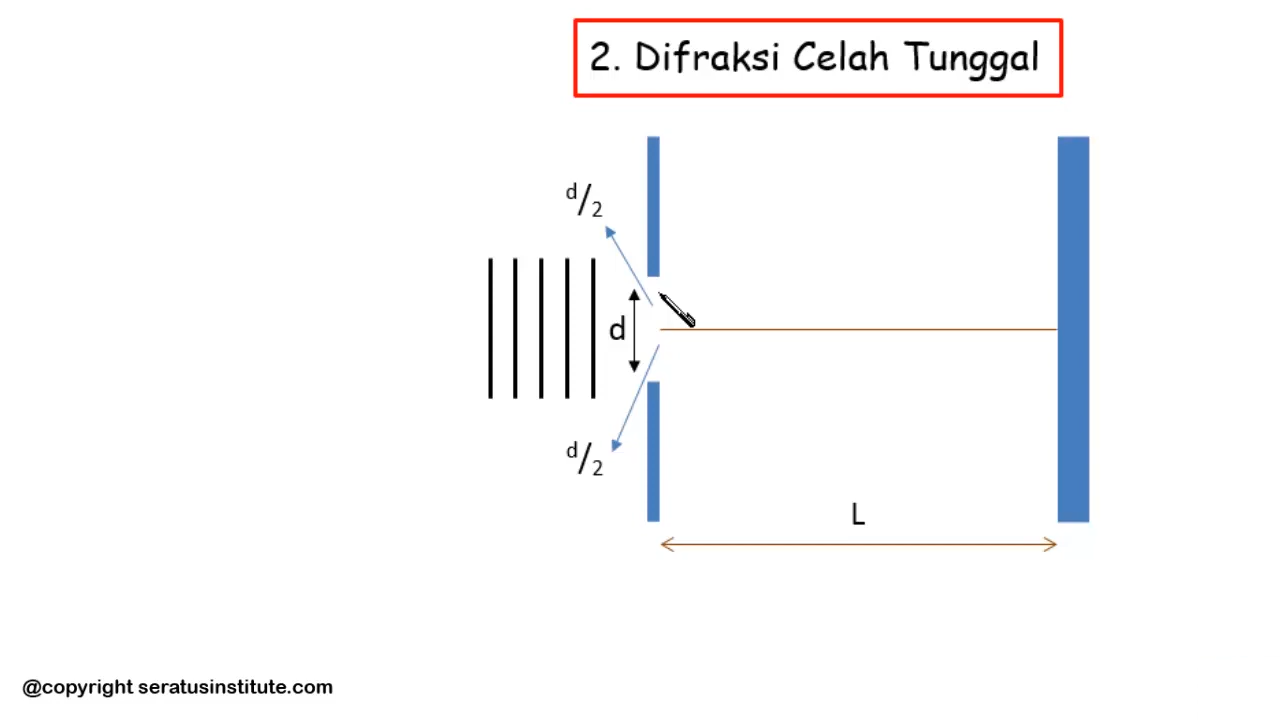 2. Difraksi Celah Tunggal
d/2
d
d/2
L
@copyright seratusinstitute.com